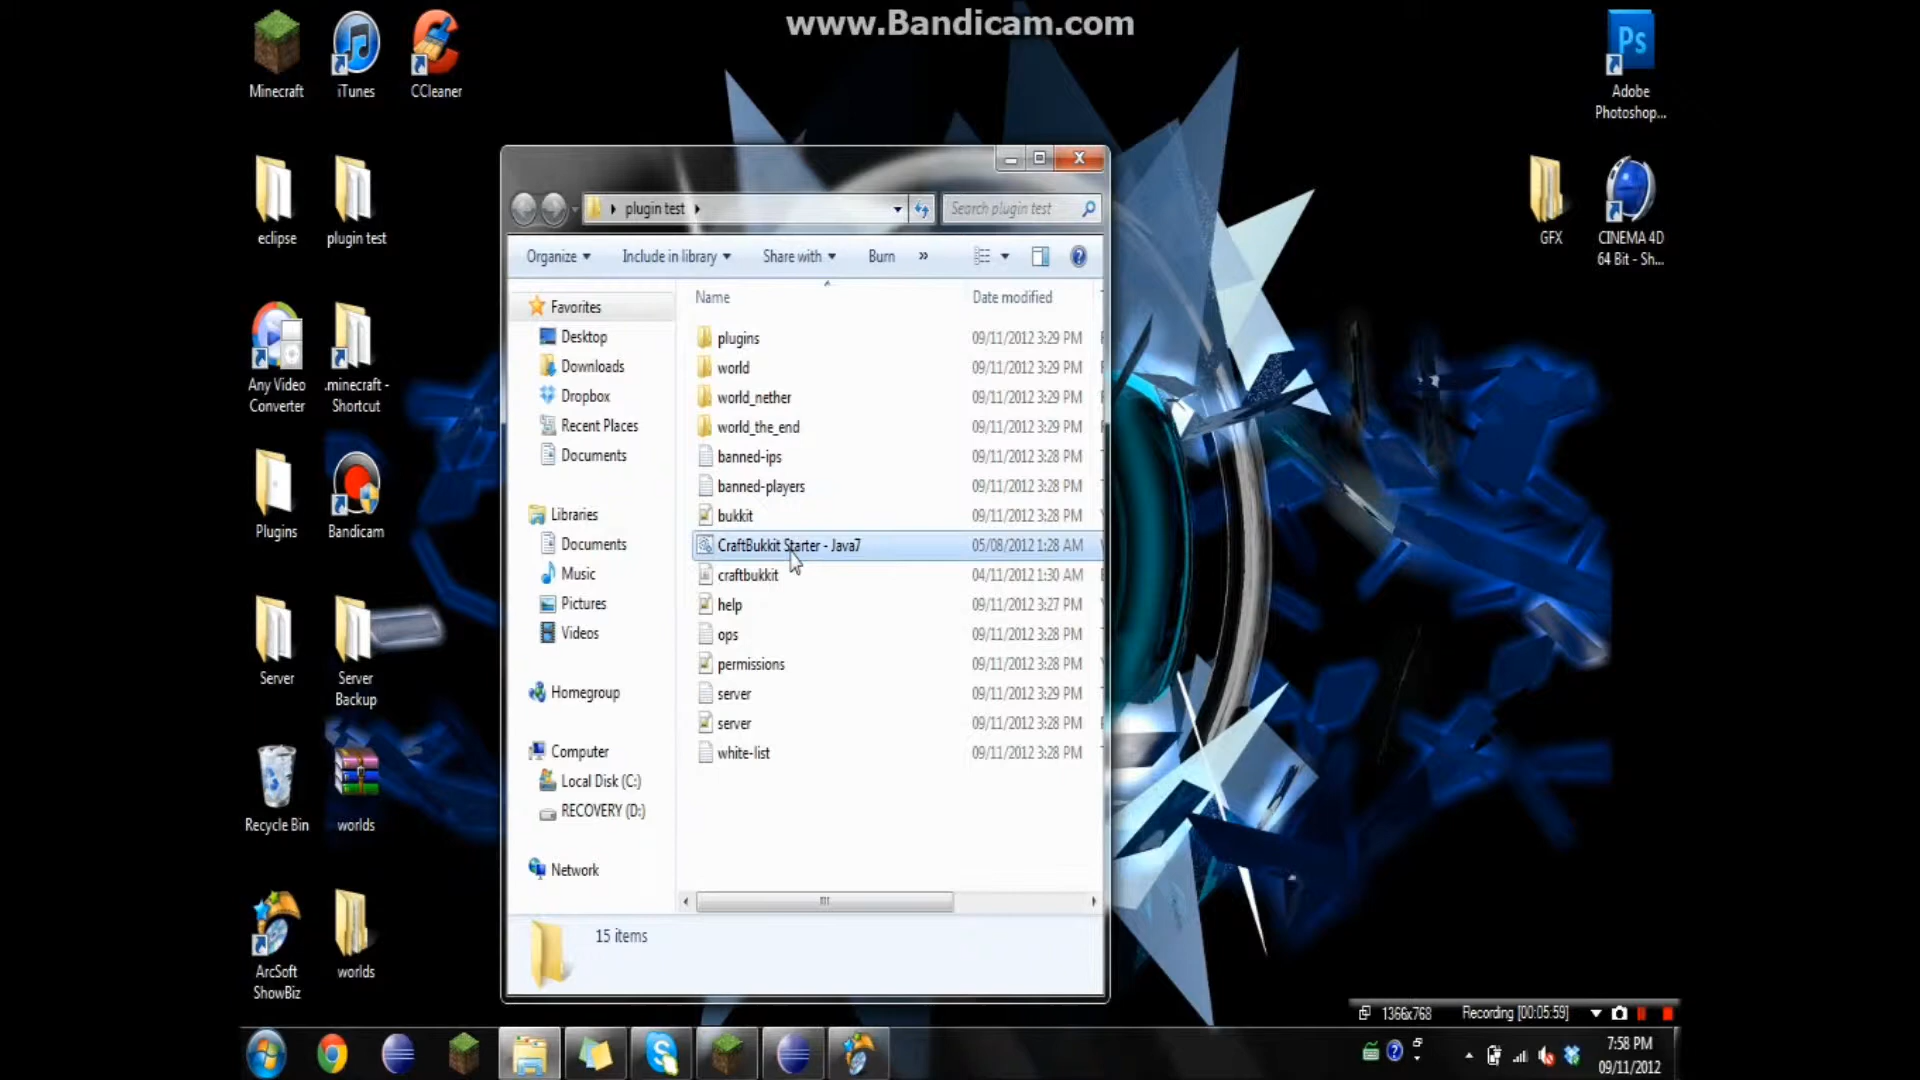 www.Bandicam.com
Minecraft
iTunes
CCleaner
Adobe
Photoshop...
eclipse
plugin test
GFX
CINEMA 4D
64 Bit - Sh...
Any Video
Converter
.minecraft -
Shortcut
Plugins
Bandicam
Server
Server
Backup
Recycle Bin
worlds
ArcSoft
ShowBiz
worlds
plugin test
Search plugin test
Organize
Include in library
Share with
Burn
»
Name
Date modified
Favorites
Desktop
Downloads
Dropbox
Recent Places
Documents
Libraries
Documents
Music
Pictures
Videos
Homegroup
Computer
Local Disk (C:)
RECOVERY (D:)
Network
plugins 09/11/2012 3:29 PM
world 09/11/2012 3:29 PM
world_nether 09/11/2012 3:29 PM
world_the_end 09/11/2012 3:29 PM
banned-ips 09/11/2012 3:28 PM
banned-players 09/11/2012 3:28 PM
bukkit 09/11/2012 3:28 PM
CraftBukkit Starter - Java7 05/08/2012 1:28 AM
craftbukkit 04/11/2012 1:30 AM
help 09/11/2012 3:27 PM
ops 09/11/2012 3:28 PM
permissions 09/11/2012 3:28 PM
server 09/11/2012 3:29 PM
server 09/11/2012 3:28 PM
white-list 09/11/2012 3:28 PM
15 items
1366x768 Recording [00:05:59]
7:58 PM
09/11/2012
Ps